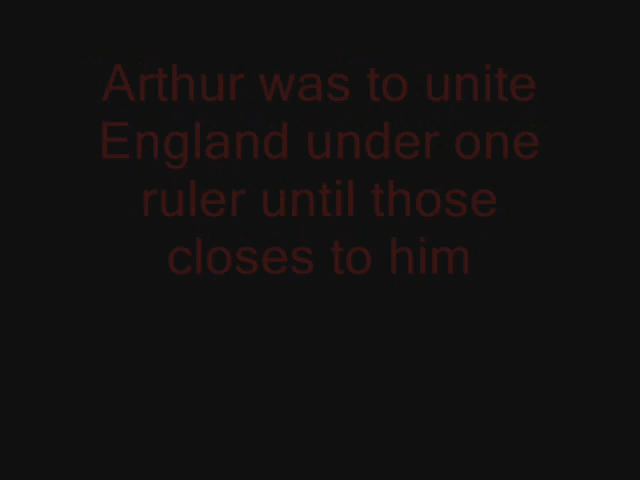 Arthur was to unite
England under one
ruler until those
closes to him